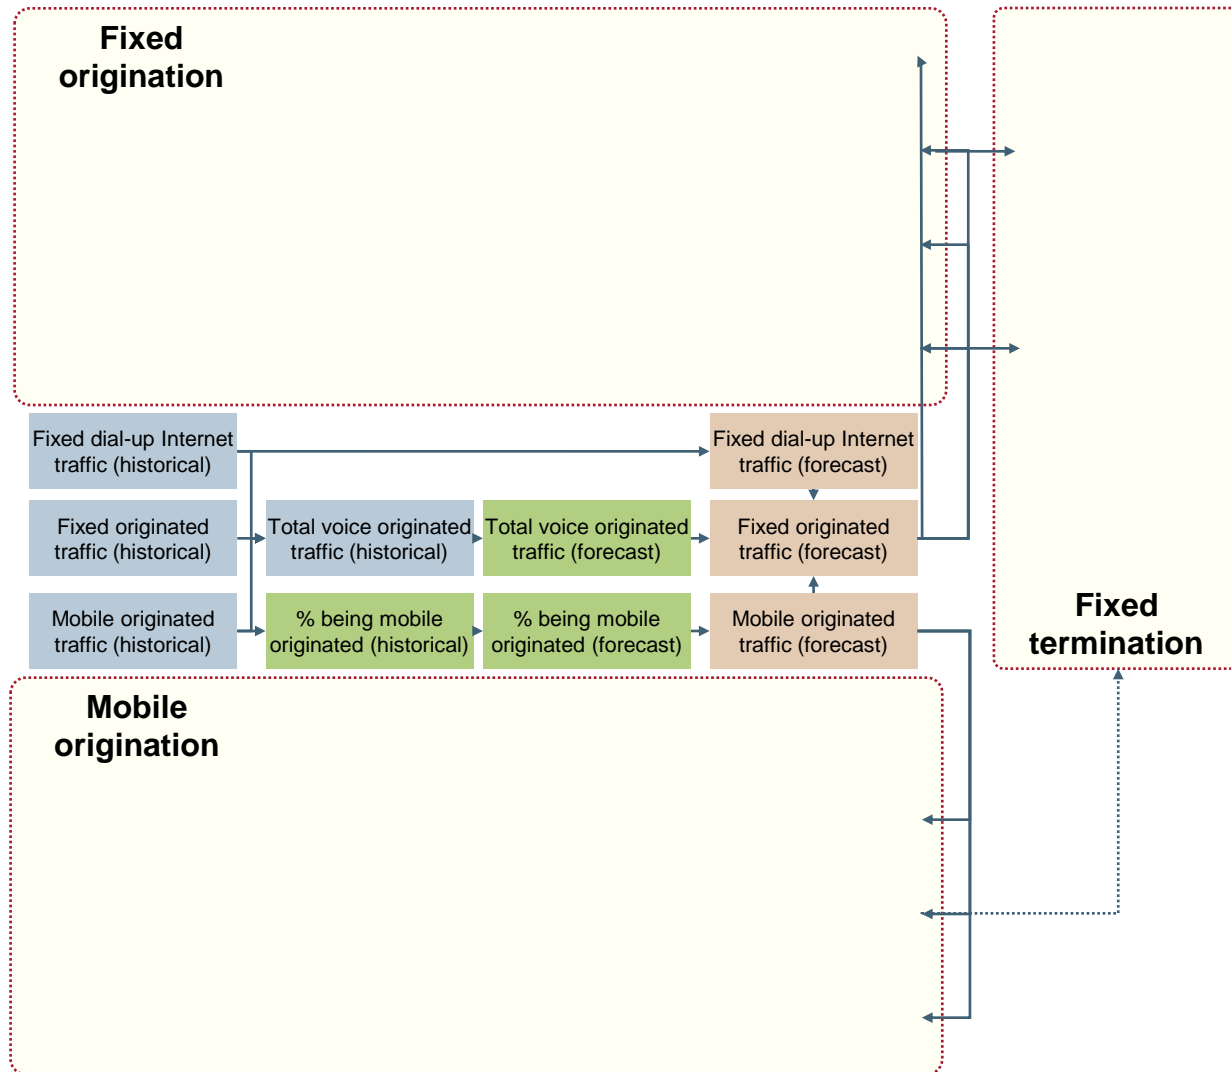 Fixed
origination
Fixed dial-up Internet
traffic (historical)
Fixed dial-up Internet
traffic (forecast)
Fixed originated
traffic (historical)
Total voice originated
traffic (historical)
Total voice originated
traffic (forecast)
Fixed originated
traffic (forecast)
Mobile originated
traffic (historical)
% being mobile
originated (historical)
% being mobile
originated (forecast)
Mobile originated
traffic (forecast)
Fixed
termination
Mobile
origination